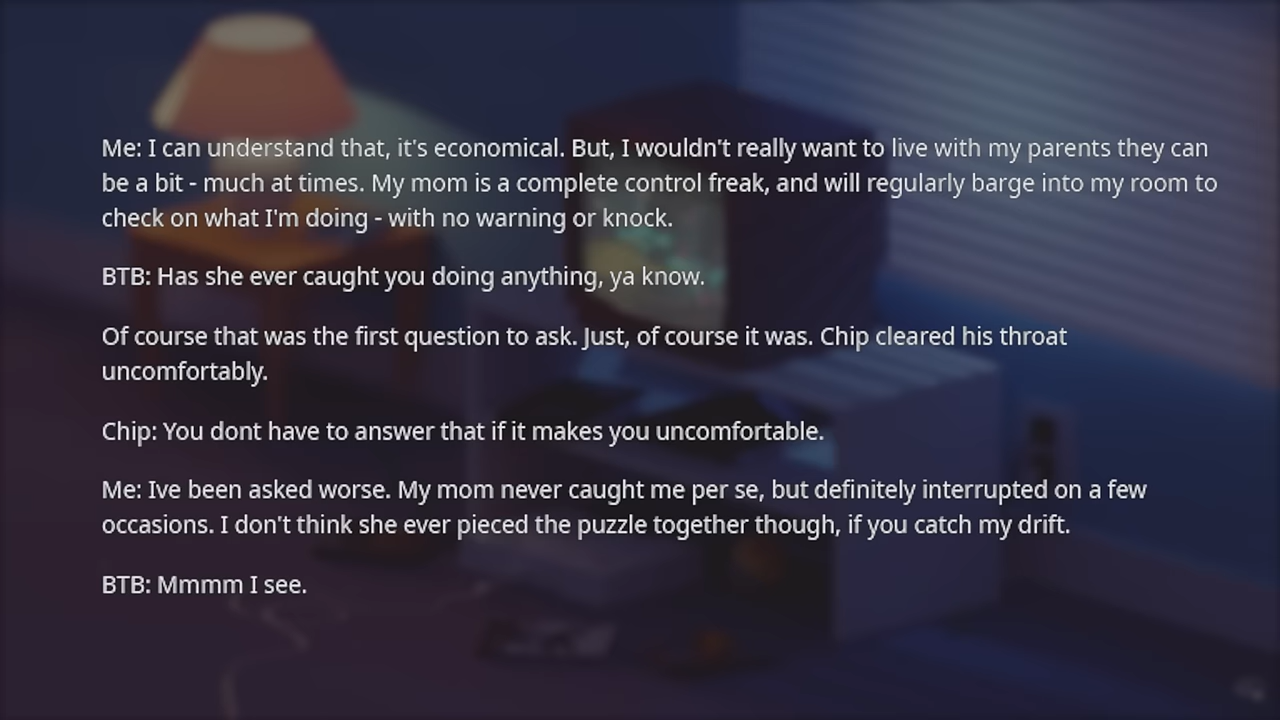 Me: I can understand that, it's economical. But, I wouldn't really want to live with my parents they can
be a bit - much at times. My mom is a complete control freak, and will regularly barge into my room to
check on what I'm doing - with no warning or knock.
BTB: Has she ever caught you doing anything, ya know.
Of course that was the first question to ask. Just, of course it was. Chip cleared his throat
uncomfortably.
Chip: You dont have to answer that if it makes you uncomfortable.
Me: Ive been asked worse. My mom never caught me per se, but definitely interrupted on a few
occasions. I don't think she ever pieced the puzzle together though, if you catch my drift.
BTB: Mmmm I see.